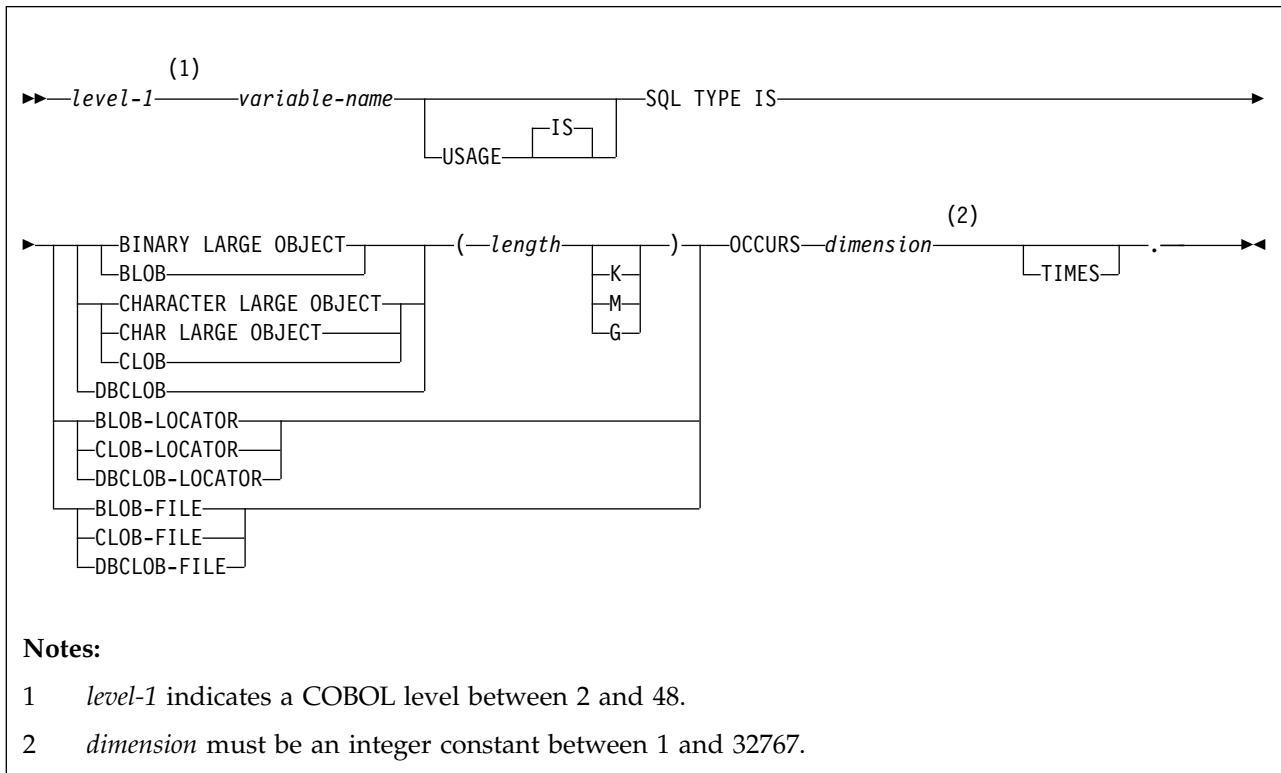 (1)
level-1 variable-name SQL TYPE IS
IS
USAGE
(2)
BINARY LARGE OBJECT ( length ) OCCURS dimension .
BLOB K TIMES
CHARACTER LARGE OBJECT M
CHAR LARGE OBJECT G
CLOB
DBCLOB
BLOB-LOCATOR
CLOB-LOCATOR
DBCLOB-LOCATOR
BLOB-FILE
CLOB-FILE
DBCLOB-FILE
Notes:
1 level-1 indicates a COBOL level between 2 and 48.
2 dimension must be an integer constant between 1 and 32767.